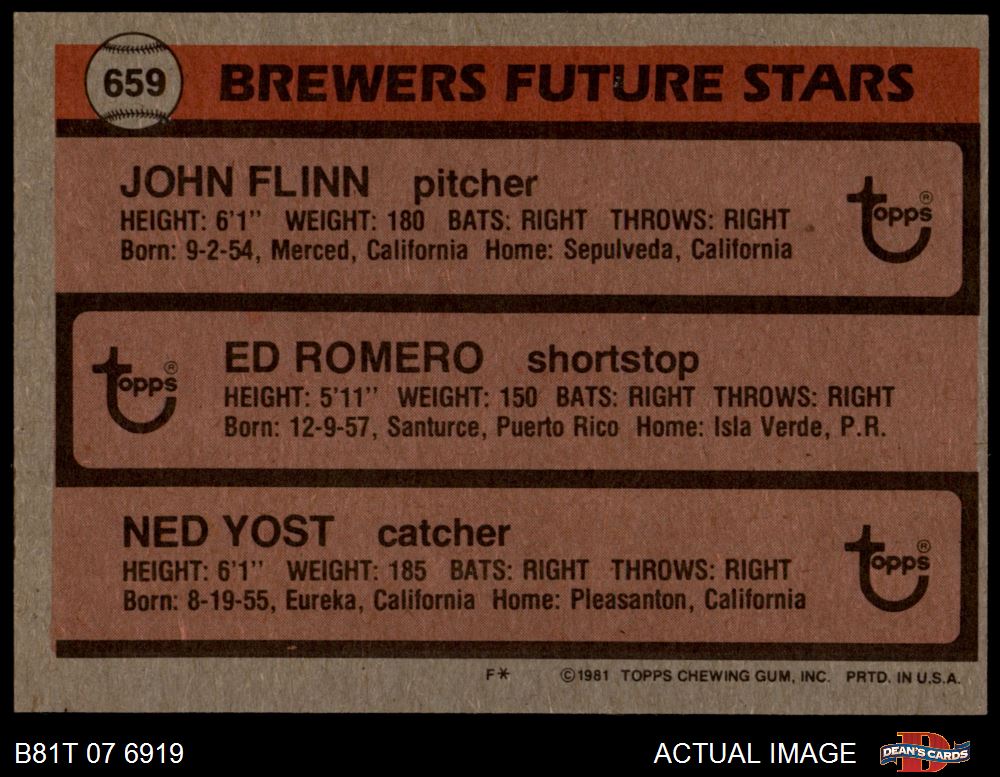 659 BREWERS FUTURE STARS
JOHN FLINN pitcher
HEIGHT: 6'1" WEIGHT: 180 BATS: RIGHT THROWS: RIGHT
Born: 9-2-54, Merced, California Home: Sepulveda, California
Topps®
ED ROMERO shortstop
HEIGHT: 5'11" WEIGHT: 150 BATS: RIGHT THROWS: RIGHT
Born: 12-9-57, Santurce, Puerto Rico Home: Isla Verde, P.R.
Topps®
NED YOST catcher
HEIGHT: 6'1" WEIGHT: 185 BATS: RIGHT THROWS: RIGHT
Born: 8-19-55, Eureka, California Home: Pleasanton, California
Topps®
F* ©1981 TOPPS CHEWING GUM, INC. PRTD. IN U.S.A.
B81T 07 6919 ACTUAL IMAGE DEAN'S CARDS